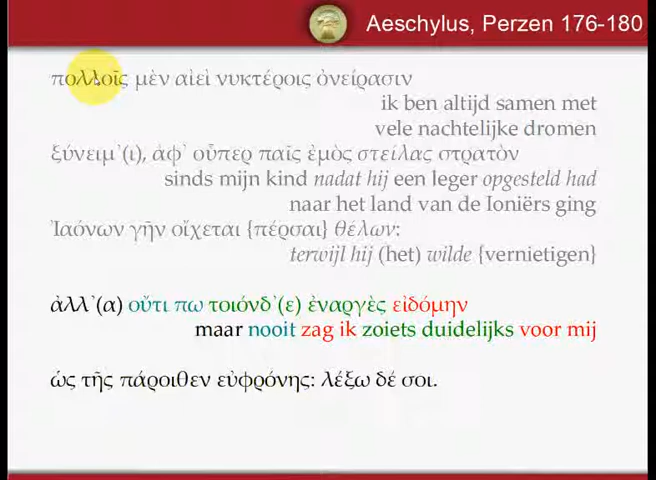 Aeschylus, Perzen 176-180
πολλοῖς μὲν αἰεὶ νυκτέροις ὀνείρασιν
ik ben altijd samen met
vele nachtelijke dromen
ξύνειμ᾽(ι), ἀφ᾽ οὗπερ παῖς ἐμὸς στείλας στρατὸν
sinds mijn kind nadat hij een leger opgesteld had
naar het land van de Ioniërs ging
Ἰαόνων γῆν οἴχεται {πέρσαι} θέλων:
terwijl hij (het) wilde {vernietigen}
ἀλλ᾽(α) οὔτι πω τοιόνδ᾽(ε) ἐναργὲς εἰδόμην
maar nooit zag ik zoiets duidelijks voor mij
ὡς τῆς πάροιθεν εὐφρόνης: λέξω δέ σοι.